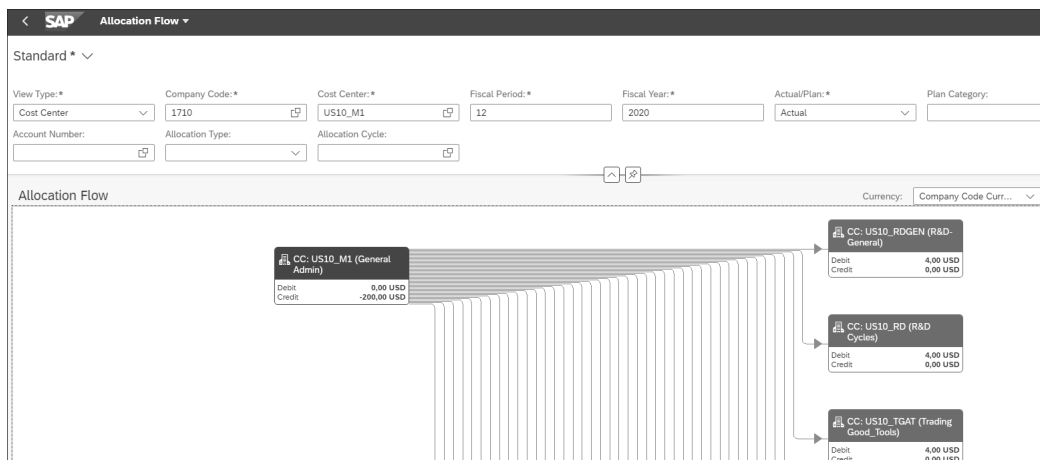 SAP Allocation Flow
Standard *
View Type:* Company Code:* Cost Center:* Fiscal Period:* Fiscal Year:* Actual/Plan:* Plan Category:
Cost Center 1710 US10_M1 12 2020 Actual
Account Number: Allocation Type: Allocation Cycle:
Allocation Flow Currency: Company Code Curr...
CC: US10_M1 (General
Admin)
Debit 0,00 USD
Credit -200,00 USD
CC: US10_RDGEN (R&D-
General)
Debit 4,00 USD
Credit 0,00 USD
CC: US10_RD (R&D
Cycles)
Debit 4,00 USD
Credit 0,00 USD
CC: US10_TGAT (Trading
Good_Tools)
Debit 4,00 USD
Credit 0,00 USD